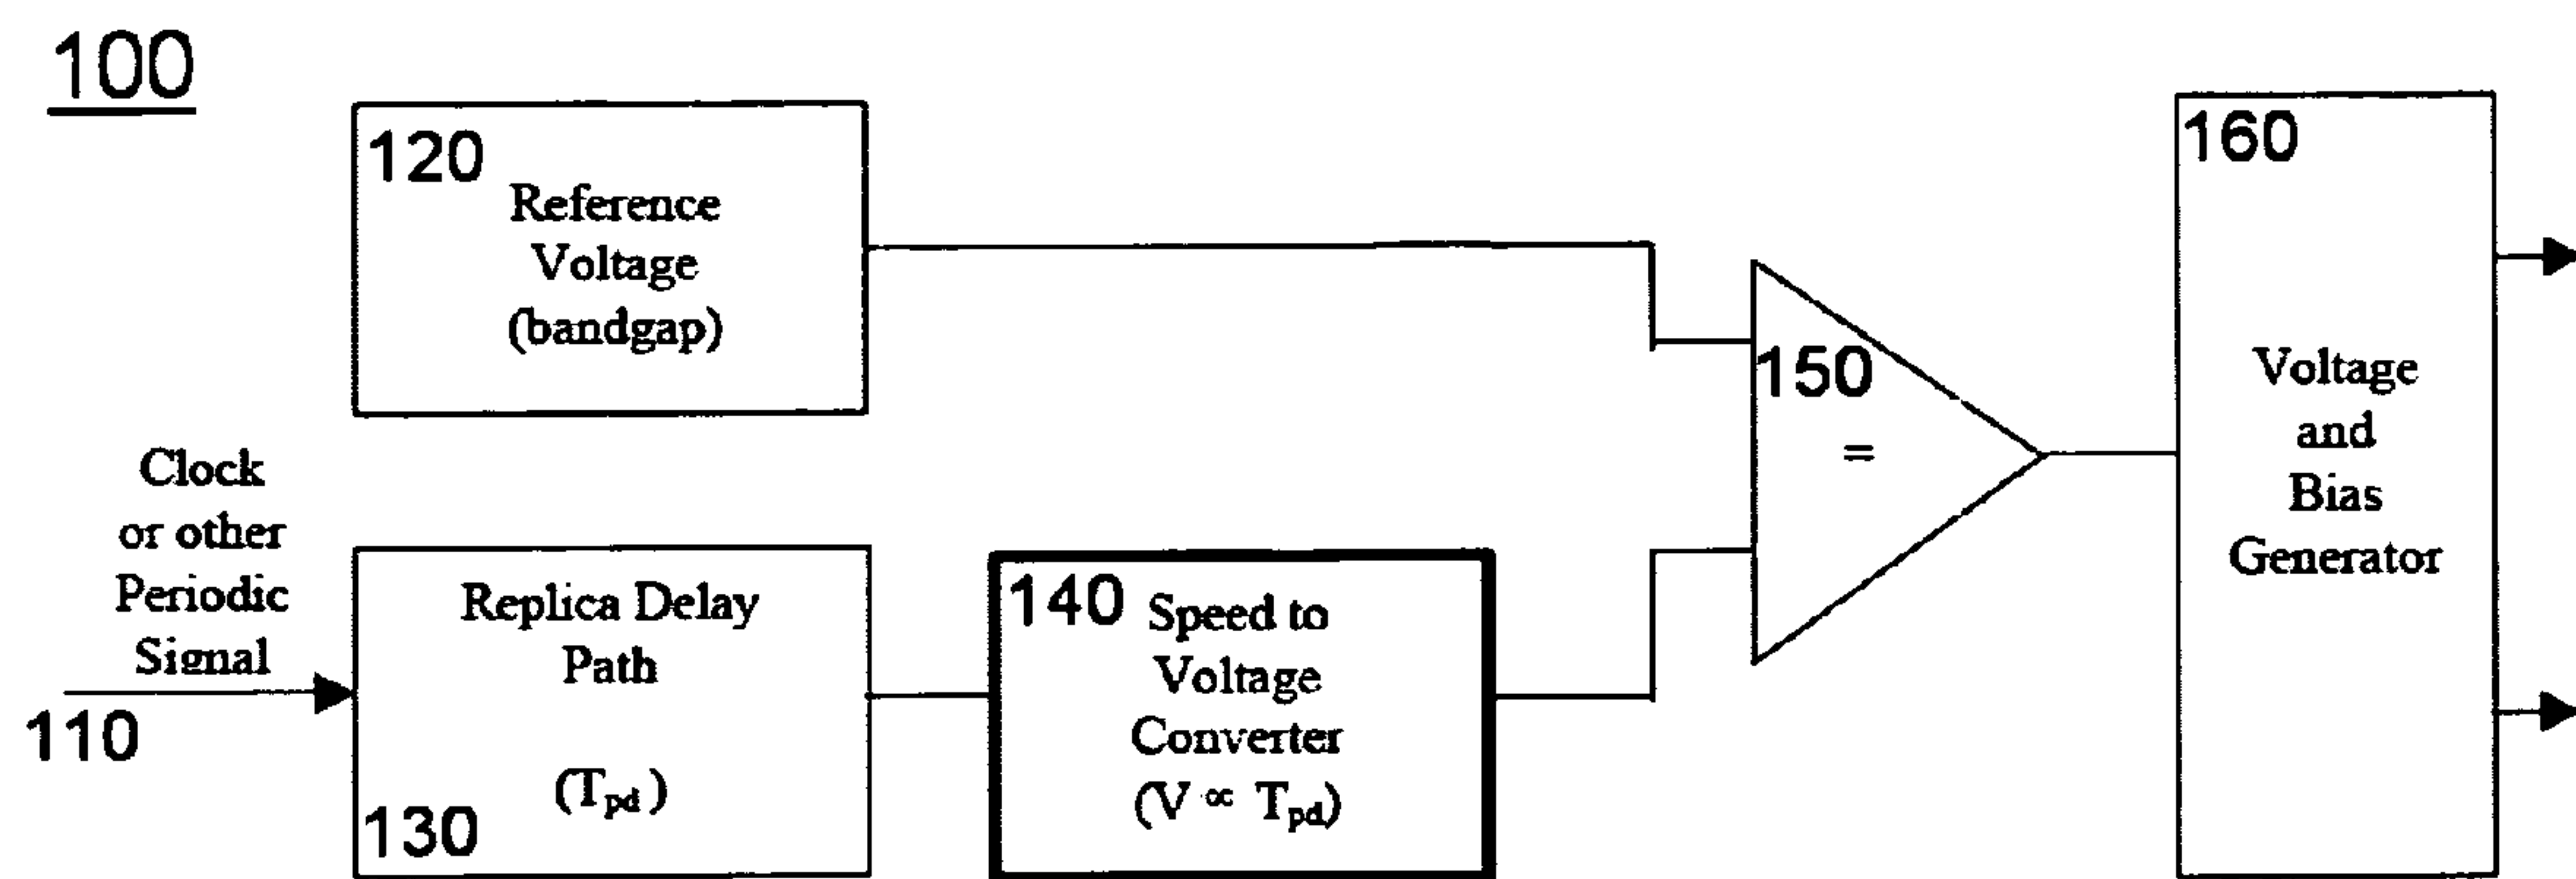 100
120
Reference
Voltage
(bandgap)
Clock
or other
Periodic
Signal
110
Replica Delay
Path
(Tpd)
130
140
Speed to
Voltage
Converter
(V ∝ Tpd)
150
=
160
Voltage
and
Bias
Generator